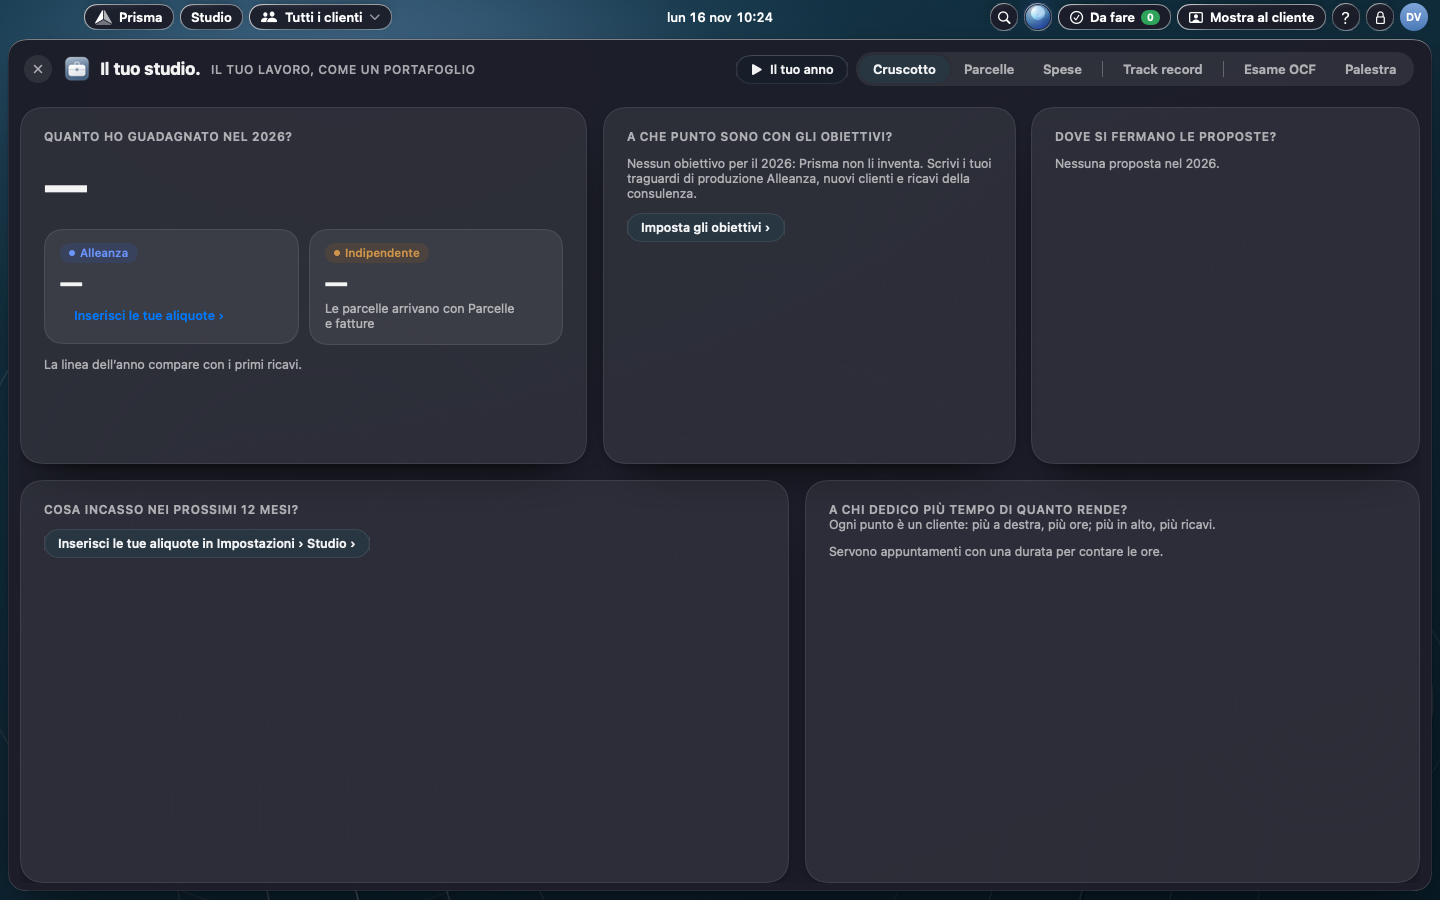 Prisma
Studio
Tutti i clienti
lun 16 nov 10:24
Da fare 0
Mostra al cliente
?
DV
Il tuo studio. IL TUO LAVORO, COME UN PORTAFOGLIO
Il tuo anno
Cruscotto
Parcelle
Spese
Track record
Esame OCF
Palestra
QUANTO HO GUADAGNATO NEL 2026?
—
Alleanza
—
Inserisci le tue aliquote ›
Indipendente
—
Le parcelle arrivano con Parcelle
e fatture
La linea dell’anno compare con i primi ricavi.
A CHE PUNTO SONO CON GLI OBIETTIVI?
Nessun obiettivo per il 2026: Prisma non li inventa. Scrivi i tuoi
traguardi di produzione Alleanza, nuovi clienti e ricavi della
consulenza.
Imposta gli obiettivi ›
DOVE SI FERMANO LE PROPOSTE?
Nessuna proposta nel 2026.
COSA INCASSO NEI PROSSIMI 12 MESI?
Inserisci le tue aliquote in Impostazioni › Studio ›
A CHI DEDICO PIÙ TEMPO DI QUANTO RENDE?
Ogni punto è un cliente: più a destra, più ore; più in alto, più ricavi.
Servono appuntamenti con una durata per contare le ore.